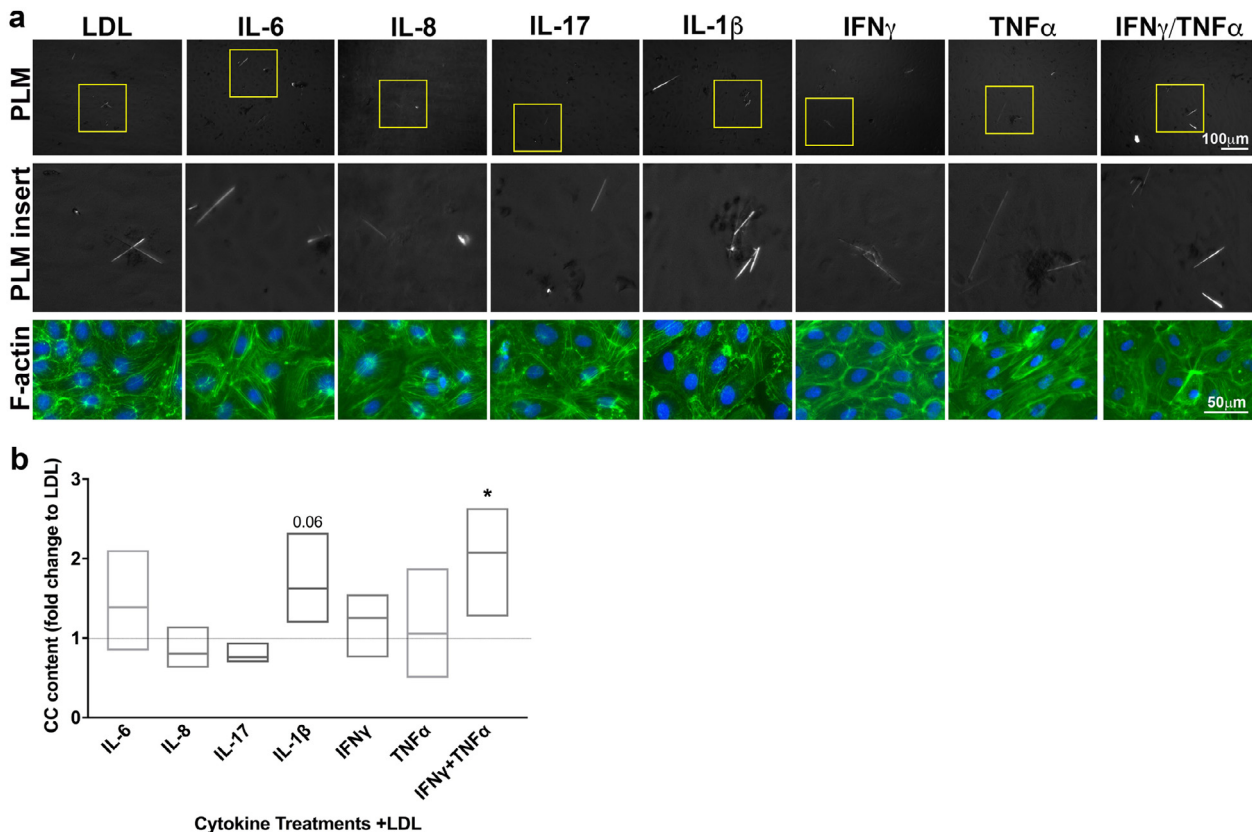 a
LDL IL-6 IL-8 IL-17 IL-1β IFNγ TNFα IFNγ/TNFα
PLM
100μm
PLM insert
F-actin
50μm
b
CC content (fold change to LDL)
3
2
1
0
0.06
*
IL-6 IL-8 IL-17 IL-1β IFNγ TNFα IFNγ+TNFα
Cytokine Treatments +LDL